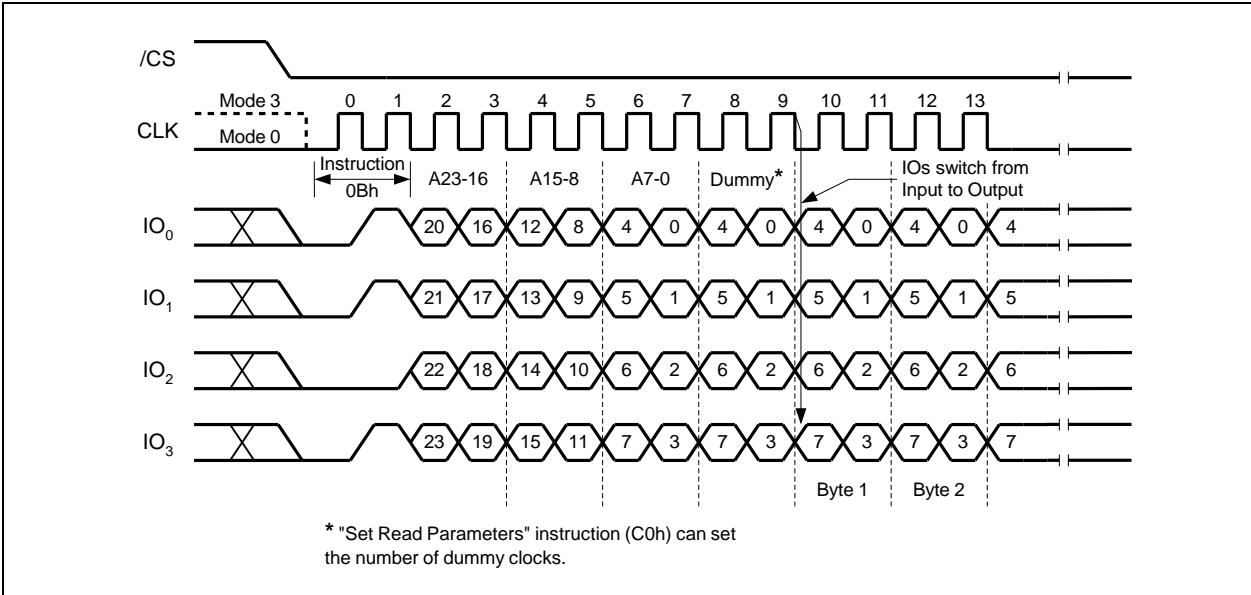 /CS
Mode 3 0 1 2 3 4 5 6 7 8 9 10 11 12 13
CLK Mode 0
Instruction
0Bh A23-16 A15-8 A7-0 Dummy* IOs switch from
Input to Output
IO0 20 16 12 8 4 0 4 0 4 0 4 0 4
IO1 21 17 13 9 5 1 5 1 5 1 5 1 5
IO2 22 18 14 10 6 2 6 2 6 2 6 2 6
IO3 23 19 15 11 7 3 7 3 7 3 7 3 7
Byte 1 Byte 2
* "Set Read Parameters" instruction (C0h) can set
the number of dummy clocks.